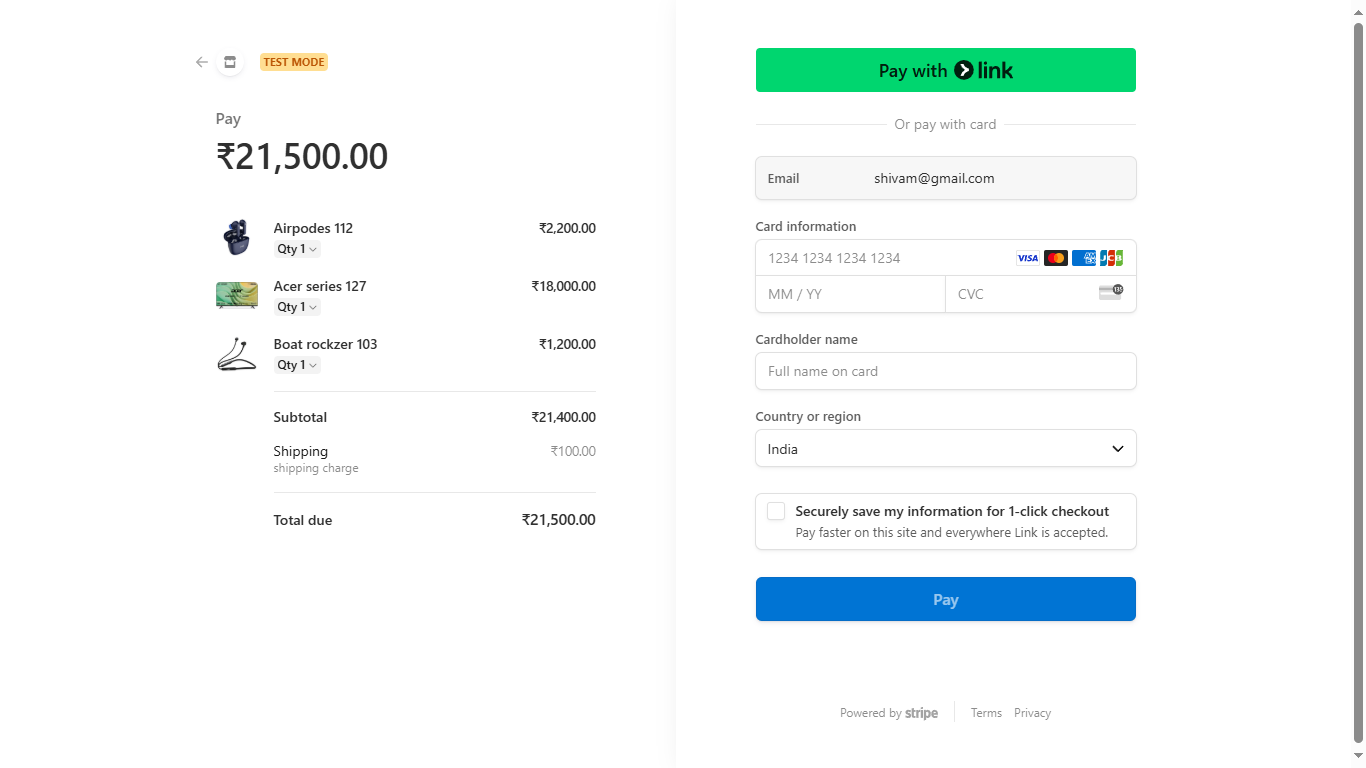 TEST MODE
Pay
₹21,500.00
Airpodes 112 ₹2,200.00
Qty 1
Acer series 127 ₹18,000.00
Qty 1
Boat rockzer 103 ₹1,200.00
Qty 1
Subtotal ₹21,400.00
Shipping ₹100.00
shipping charge
Total due ₹21,500.00
Pay with link
Or pay with card
Email shivam@gmail.com
Card information
1234 1234 1234 1234 VISA AMEX JCB
MM / YY CVC 135
Cardholder name
Full name on card
Country or region
India
Securely save my information for 1-click checkout
Pay faster on this site and everywhere Link is accepted.
Pay
Powered by stripe Terms Privacy